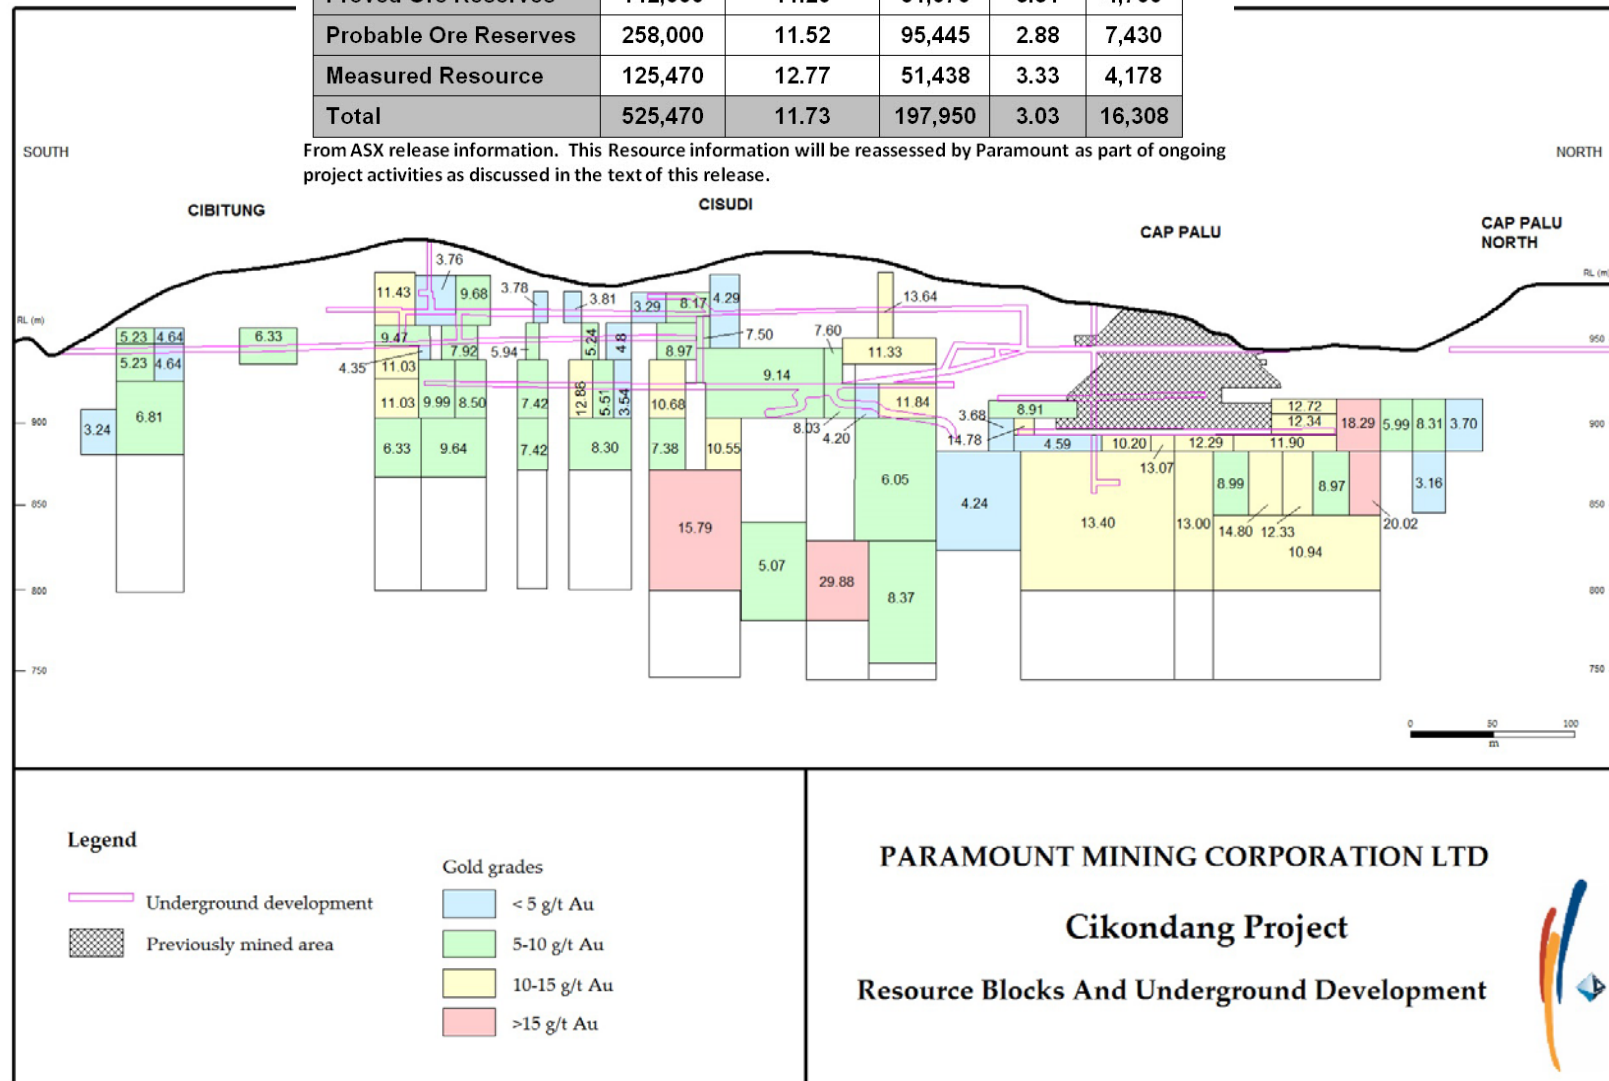 Probable Ore Reserves 258,000 11.52 95,445 2.88 7,430
Measured Resource 125,470 12.77 51,438 3.33 4,178
Total 525,470 11.73 197,950 3.03 16,308
From ASX release information. This Resource information will be reassessed by Paramount as part of ongoing
project activities as discussed in the text of this release.
SOUTH
NORTH
CIBITUNG
CISUDI
CAP PALU
CAP PALU
NORTH
RL (m)
RL (m)
950
900
900
850
850
800
800
750
750
5.23 4.64
5.23 4.64
6.81
3.24
6.33
3.76
11.43
9.68
9.47
7.92
4.35
11.03
11.03 9.99 8.50
6.33 9.64
3.78
5.94
7.42
7.42
3.81
5.24
4.8
12.86
5.51
3.54
8.30
3.29 8.17 4.29
7.50
8.97
10.68
7.38 10.55
15.79
9.14
7.60
8.03
4.20
5.07
29.88
13.64
11.33
11.84
6.05
8.37
4.24
3.68
14.78
8.91
4.59 10.20 12.29 11.90
13.07
12.72
12.34
18.29 5.99 8.31 3.70
13.40
13.00
8.99
14.80 12.33
8.97
20.02
3.16
10.94
0 50 100
m
Legend
Underground development
Previously mined area
Gold grades
< 5 g/t Au
5-10 g/t Au
10-15 g/t Au
>15 g/t Au
PARAMOUNT MINING CORPORATION LTD
Cikondang Project
Resource Blocks And Underground Development